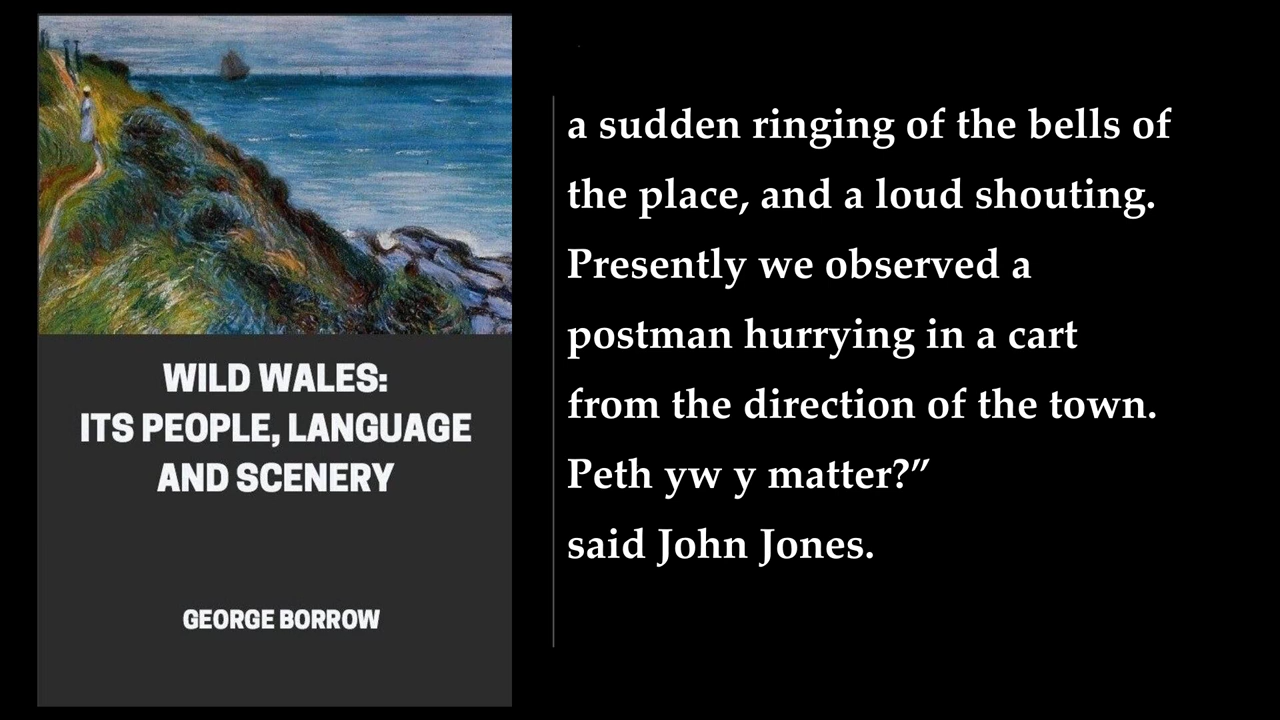 WILD WALES:
ITS PEOPLE, LANGUAGE
AND SCENERY
GEORGE BORROW
a sudden ringing of the bells of
the place, and a loud shouting.
Presently we observed a
postman hurrying in a cart
from the direction of the town.
Peth yw y matter?”
said John Jones.